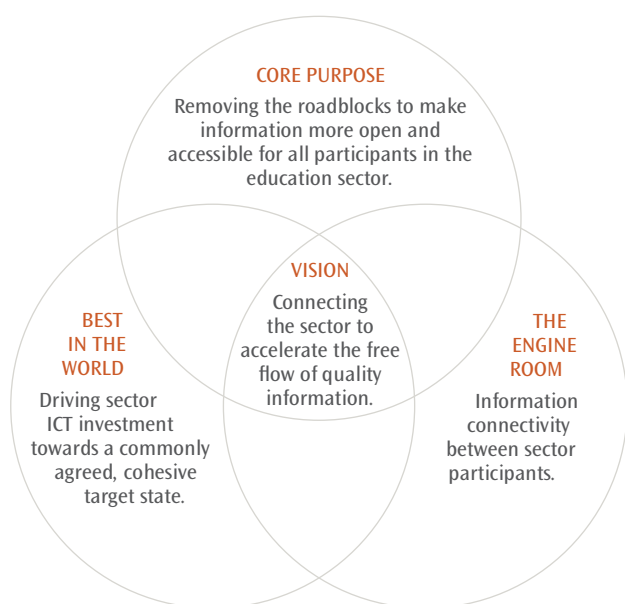 CORE PURPOSE
Removing the roadblocks to make
information more open and
accessible for all participants in the
education sector.
VISION
Connecting
the sector to
accelerate the free
flow of quality
information.
BEST
IN THE
WORLD
Driving sector
ICT investment
towards a commonly
agreed, cohesive
target state.
THE
ENGINE
ROOM
Information
connectivity
between sector
participants.